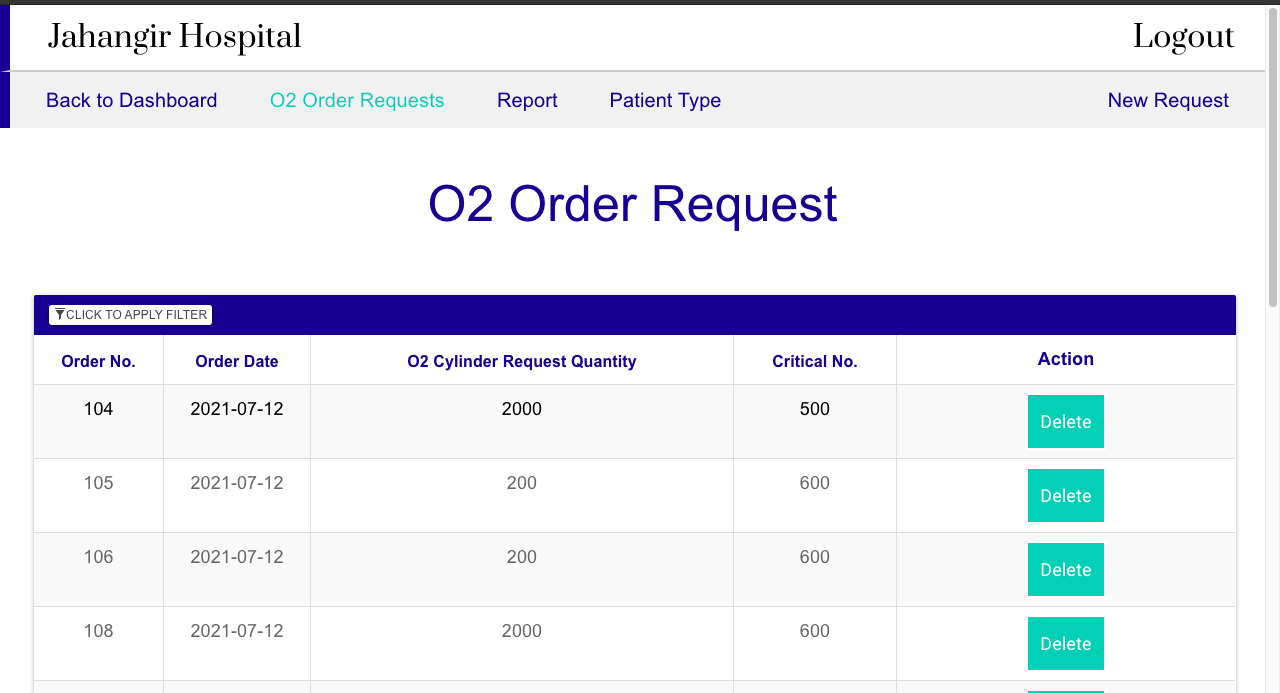 Jahangir Hospital Logout
Back to Dashboard O2 Order Requests Report Patient Type New Request
O2 Order Request
CLICK TO APPLY FILTER
Order No. Order Date O2 Cylinder Request Quantity Critical No. Action
104 2021-07-12 2000 500 Delete
105 2021-07-12 200 600 Delete
106 2021-07-12 200 600 Delete
108 2021-07-12 2000 600 Delete